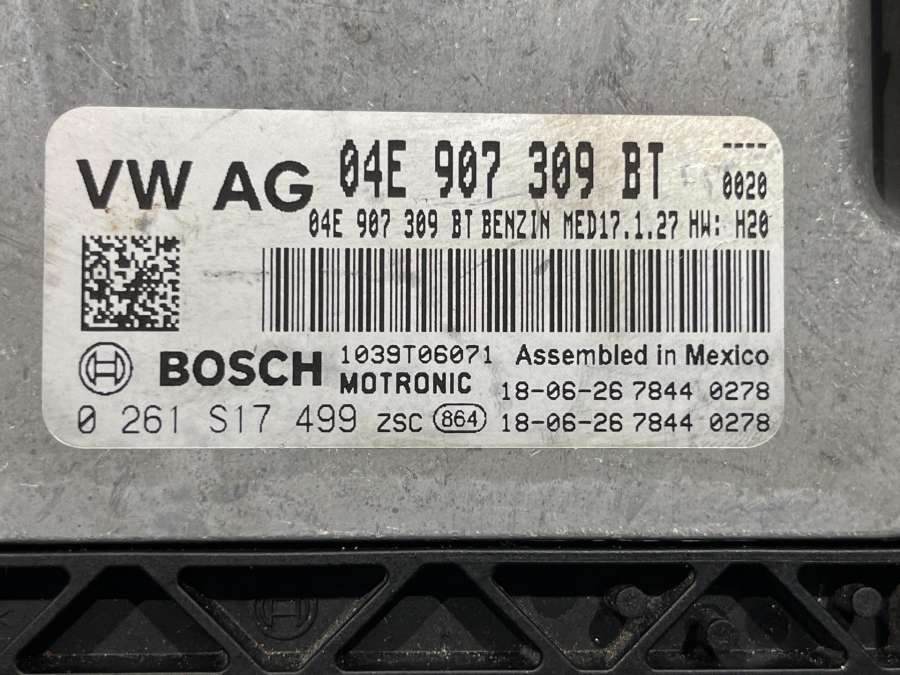 VW AG 04E 907 309 BT ----
0020
04E 907 309 BT BENZIN MED17.1.27 HW: H20
BOSCH 1039T06071 Assembled in Mexico
MOTRONIC 18-06-26 7844 0278
0 261 S17 499 ZSC 864 18-06-26 7844 0278